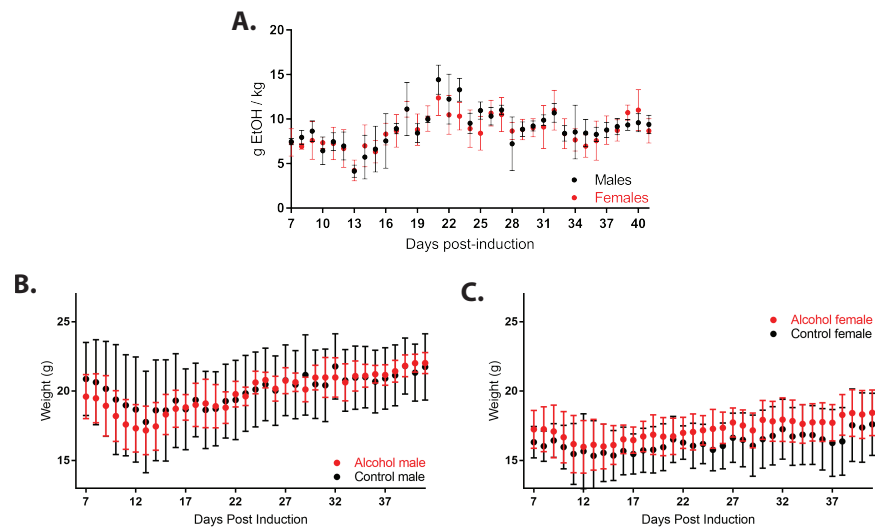 A.
20
15
10
5
0
g EtOH / kg
Males
Females
7 10 13 16 19 22 25 28 31 34 37 40
Days post-induction
B.
25
20
15
Weight (g)
Alcohol male
Control male
7 12 17 22 27 32 37
Days Post Induction
C.
25
20
15
Weight (g)
Alcohol female
Control female
7 12 17 22 27 32 37
Days Post Induction